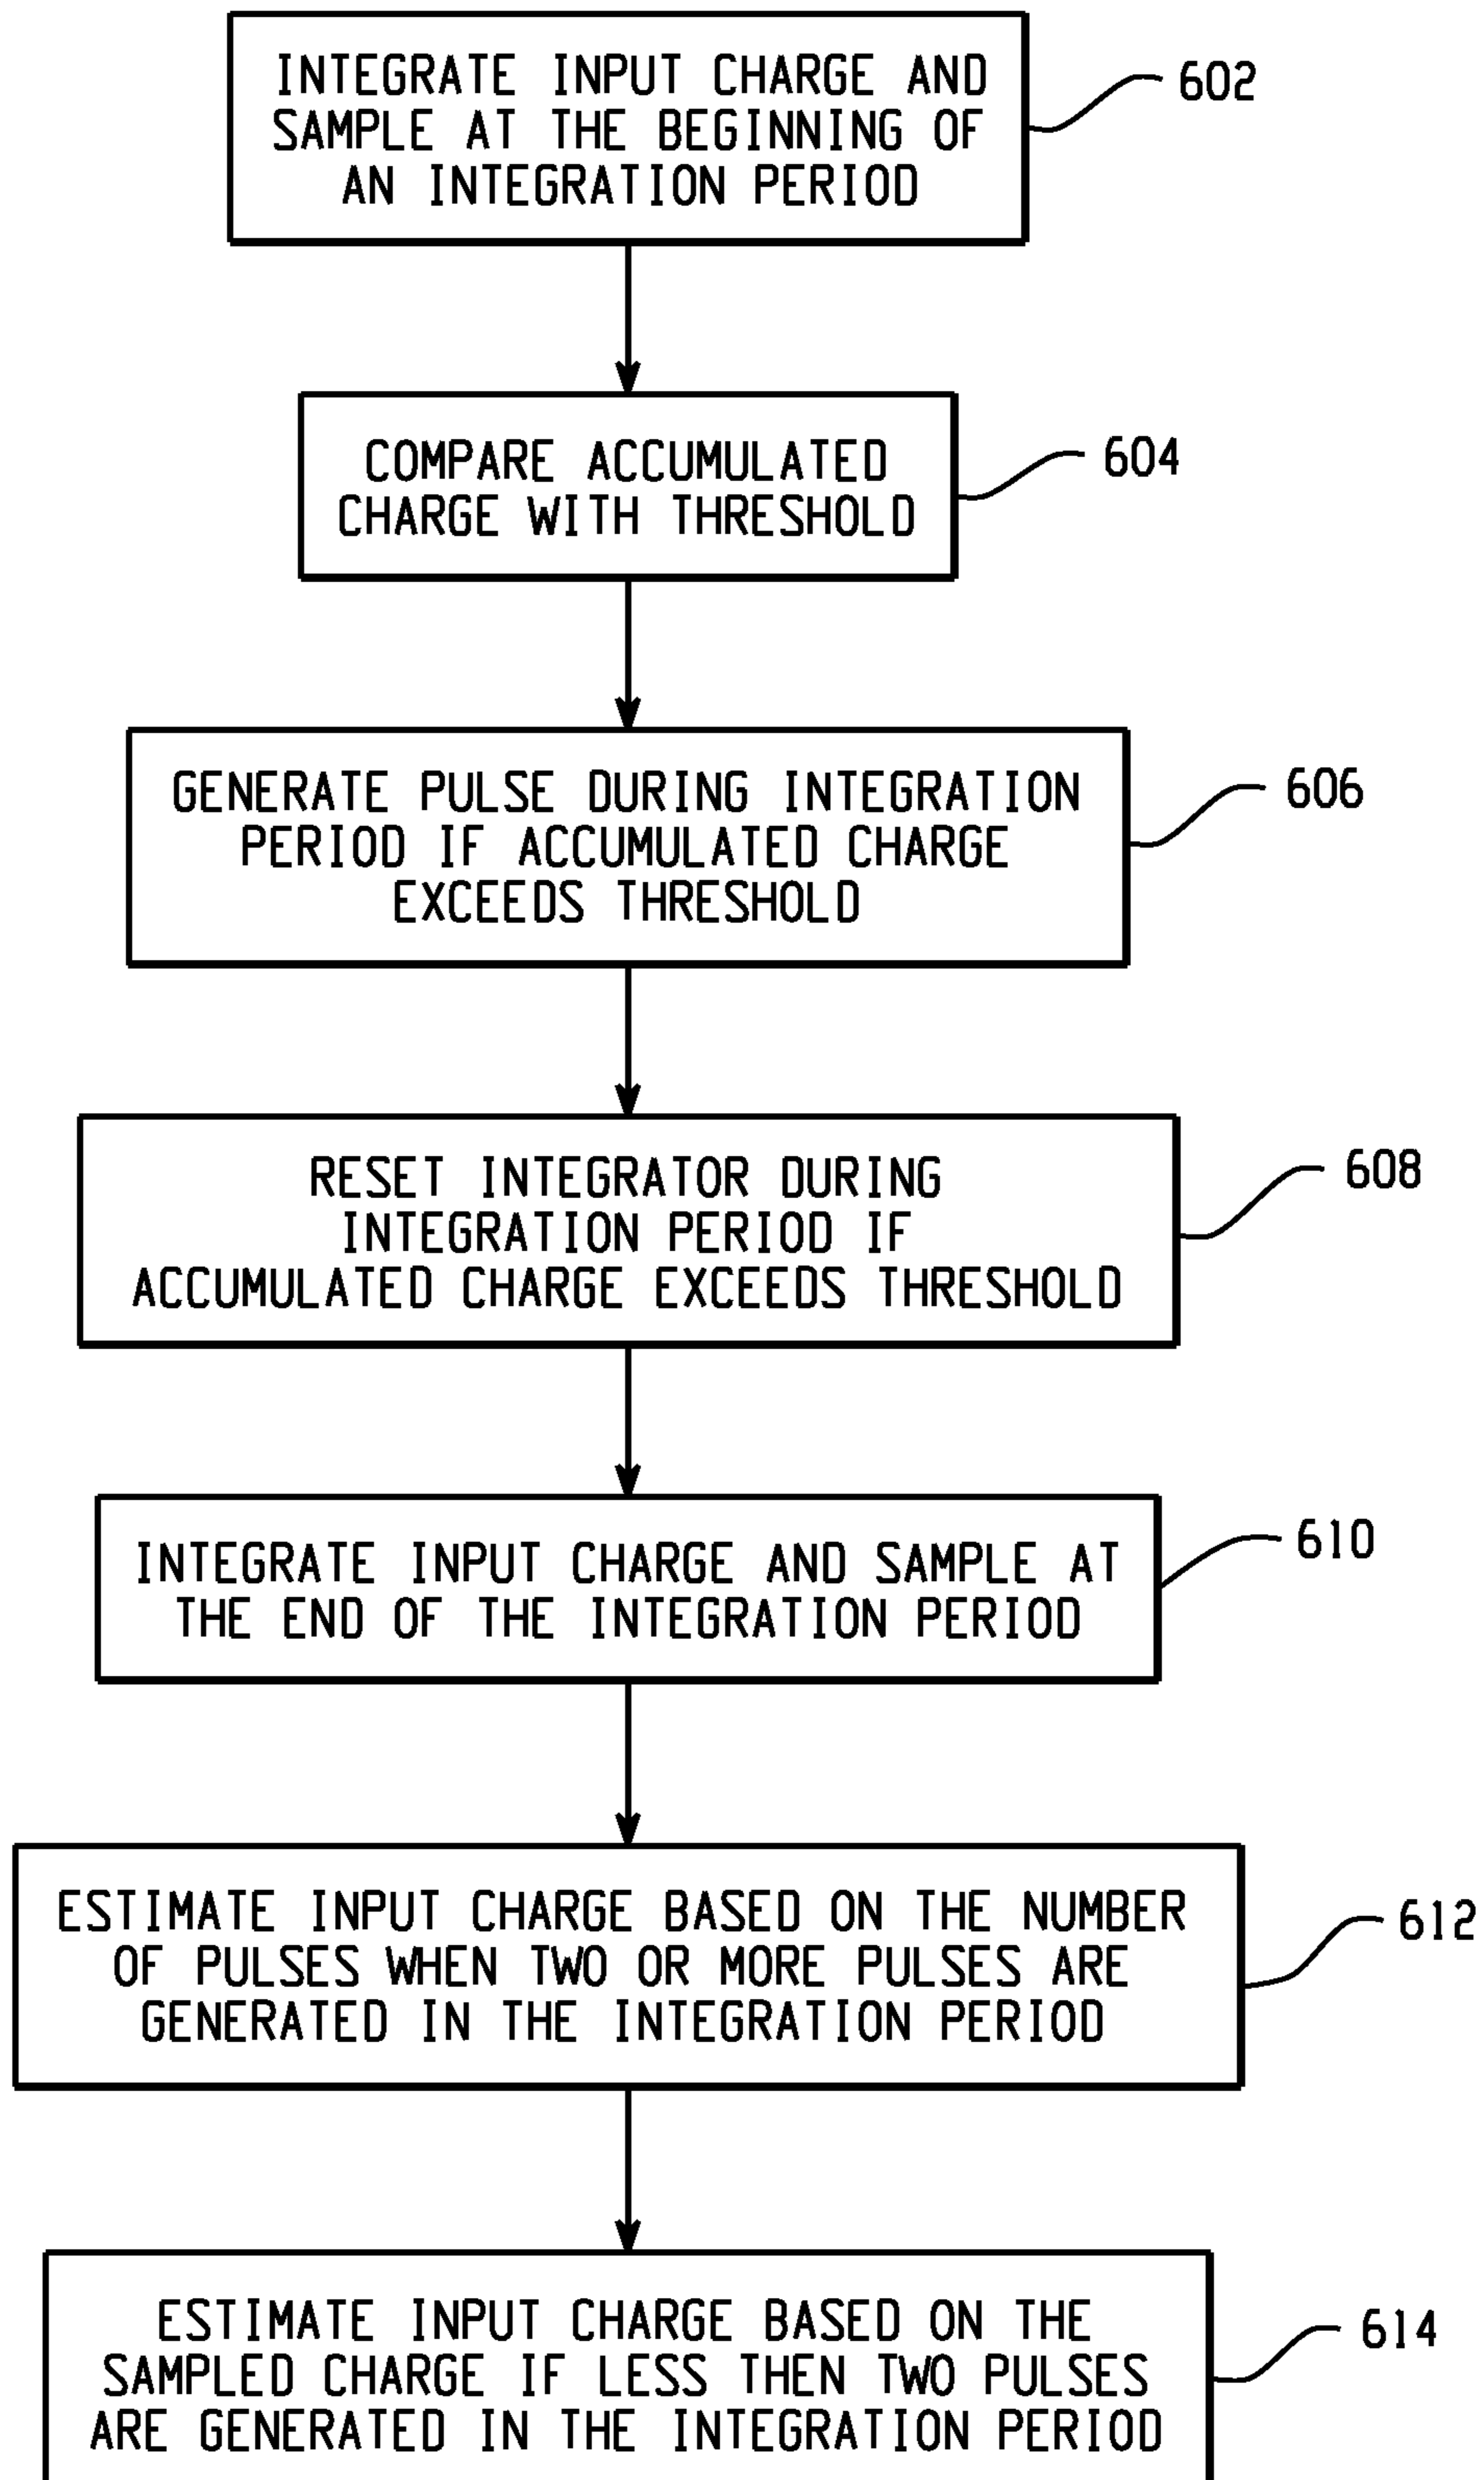 INTEGRATE INPUT CHARGE AND
SAMPLE AT THE BEGINNING OF
AN INTEGRATION PERIOD
602
COMPARE ACCUMULATED
CHARGE WITH THRESHOLD
604
GENERATE PULSE DURING INTEGRATION
PERIOD IF ACCUMULATED CHARGE
EXCEEDS THRESHOLD
606
RESET INTEGRATOR DURING
INTEGRATION PERIOD IF
ACCUMULATED CHARGE EXCEEDS THRESHOLD
608
INTEGRATE INPUT CHARGE AND SAMPLE AT
THE END OF THE INTEGRATION PERIOD
610
ESTIMATE INPUT CHARGE BASED ON THE NUMBER
OF PULSES WHEN TWO OR MORE PULSES ARE
GENERATED IN THE INTEGRATION PERIOD
612
ESTIMATE INPUT CHARGE BASED ON THE
SAMPLED CHARGE IF LESS THEN TWO PULSES
ARE GENERATED IN THE INTEGRATION PERIOD
614